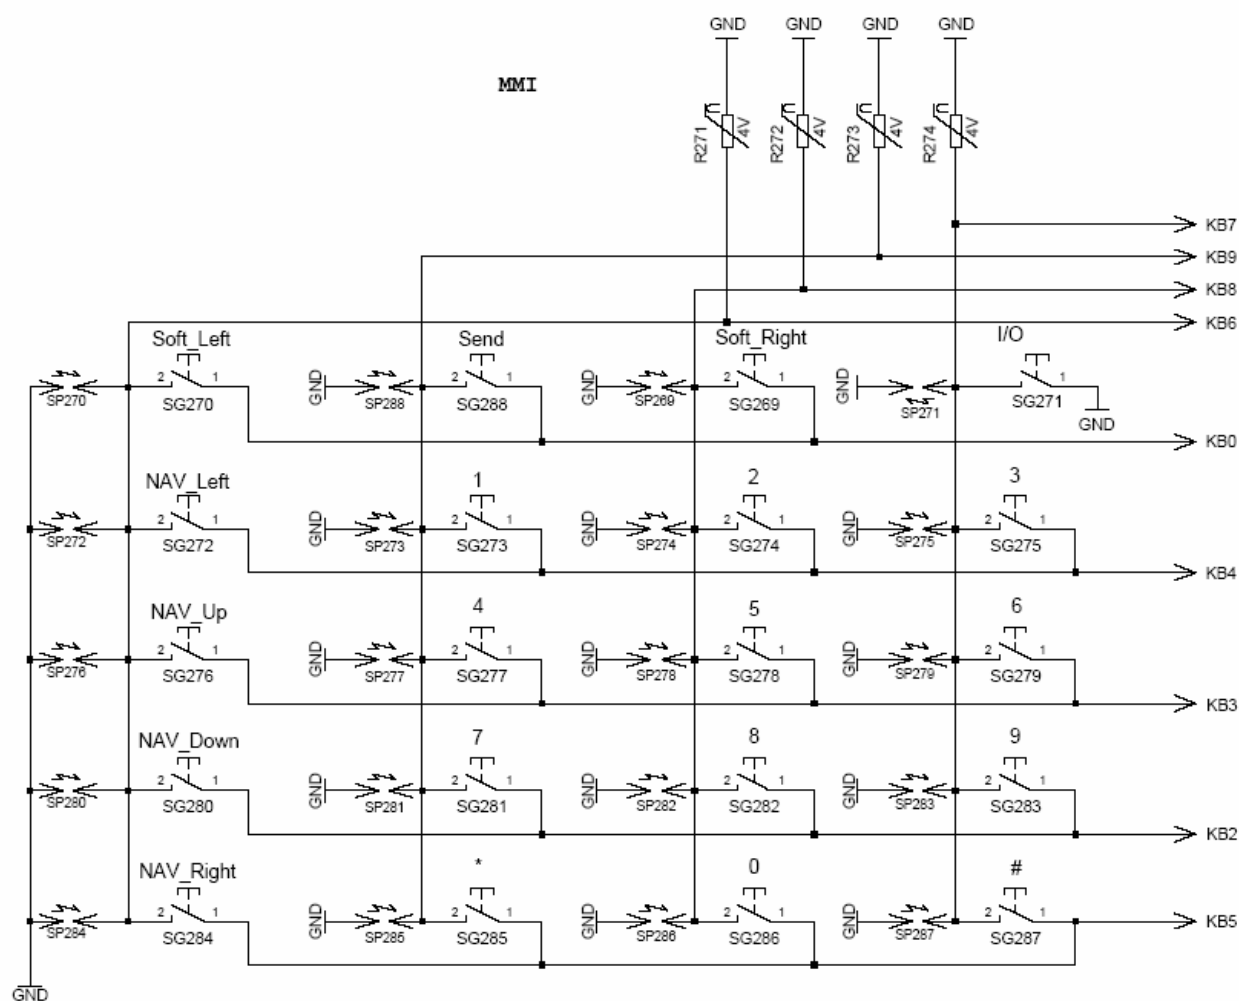 GND GND GND GND
MMI
R271 4V R272 4V R273 4V R274 4V
KB7
KB9
KB8
KB6
Soft_Left Send Soft_Right I/O
SP270 2 1 SG270 GND SP288 2 1 SG288 GND SP269 2 1 SG269 GND SP271 2 1 SG271 GND
KB0
NAV_Left 1 2 3
SP272 2 1 SG272 GND SP273 2 1 SG273 GND SP274 2 1 SG274 GND SP275 2 1 SG275
KB4
NAV_Up 4 5 6
SP276 2 1 SG276 GND SP277 2 1 SG277 GND SP278 2 1 SG278 GND SP279 2 1 SG279
KB3
NAV_Down 7 8 9
SP280 2 1 SG280 GND SP281 2 1 SG281 GND SP282 2 1 SG282 GND SP283 2 1 SG283
KB2
NAV_Right * 0 #
SP284 2 1 SG284 GND SP285 2 1 SG285 GND SP286 2 1 SG286 GND SP287 2 1 SG287 KB5
GND